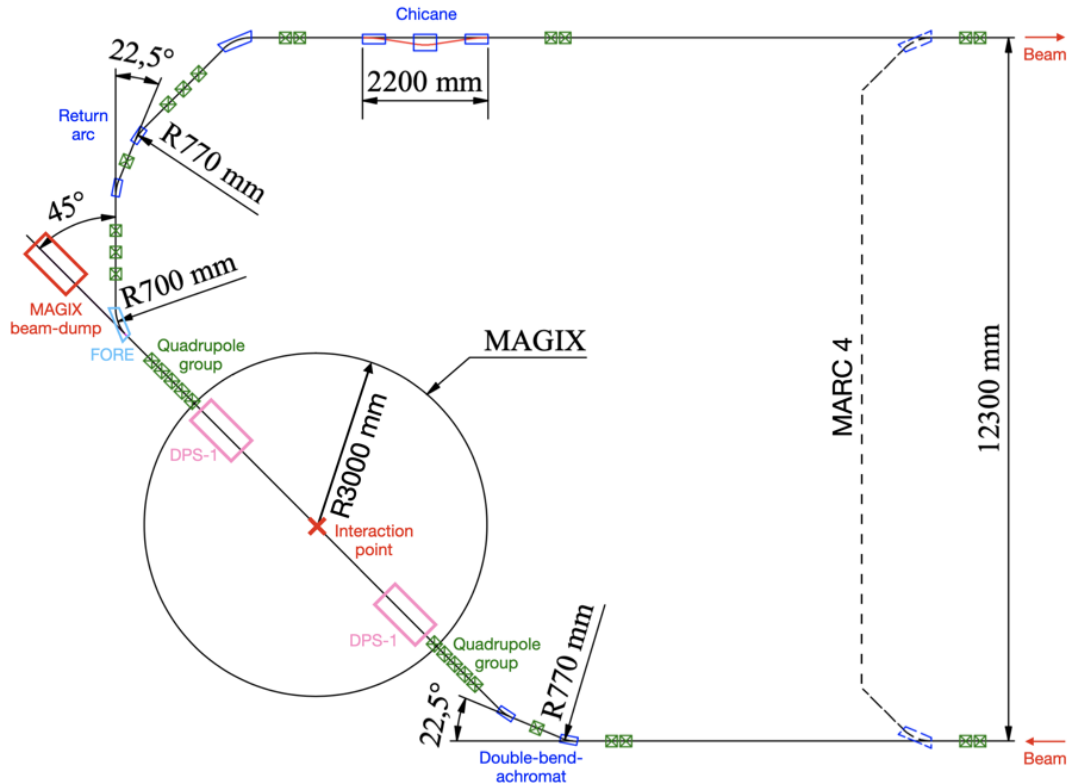 Chicane
22,5°
2200 mm
Beam
Return
arc
R770 mm
45°
R700 mm
MAGIX
beam-dump
FORE
Quadrupole
group
MAGIX
DPS-1
R3000 mm
Interaction
point
MARC 4
12300 mm
DPS-1
Quadrupole
group
R770 mm
22,5°
Double-bend-
achromat
Beam